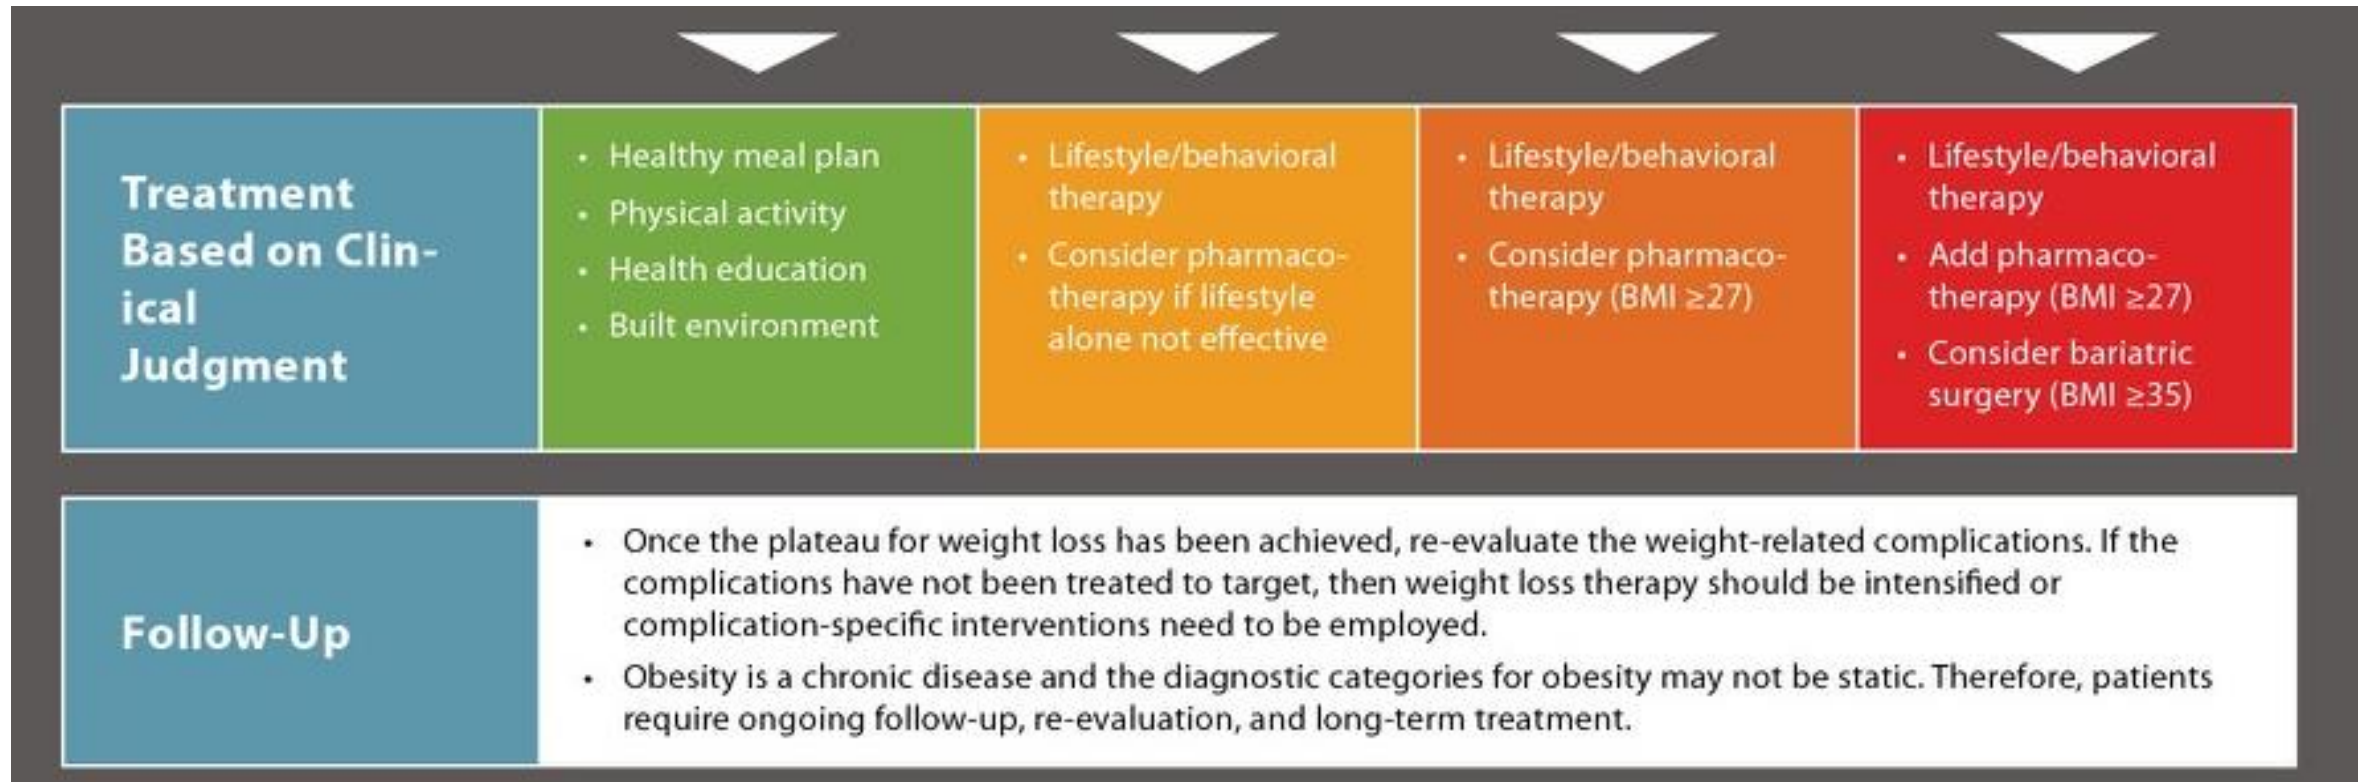 Treatment
Based on Clin-
ical
Judgment
• Healthy meal plan
• Physical activity
• Health education
• Built environment
• Lifestyle/behavioral
therapy
• Consider pharmaco-
therapy if lifestyle
alone not effective
• Lifestyle/behavioral
therapy
• Consider pharmaco-
therapy (BMI ≥27)
• Lifestyle/behavioral
therapy
• Add pharmaco-
therapy (BMI ≥27)
• Consider bariatric
surgery (BMI ≥35)
Follow-Up
• Once the plateau for weight loss has been achieved, re-evaluate the weight-related complications. If the
complications have not been treated to target, then weight loss therapy should be intensified or
complication-specific interventions need to be employed.
• Obesity is a chronic disease and the diagnostic categories for obesity may not be static. Therefore, patients
require ongoing follow-up, re-evaluation, and long-term treatment.